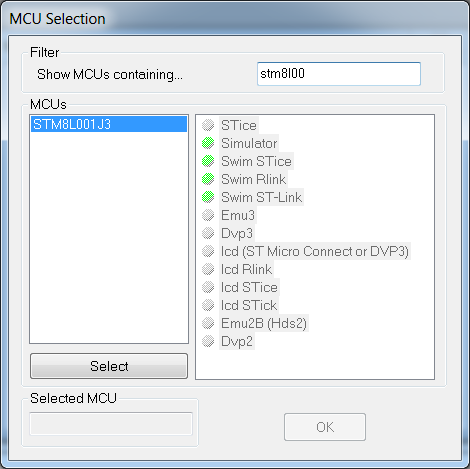 MCU Selection
Filter
Show MCUs containing... stm8l00
MCUs
STM8L001J3
STice
Simulator
Swim STice
Swim Rlink
Swim ST-Link
Emu3
Dvp3
Icd (ST Micro Connect or DVP3)
Icd Rlink
Icd STice
Icd STick
Emu2B (Hds2)
Dvp2
Select
Selected MCU
OK